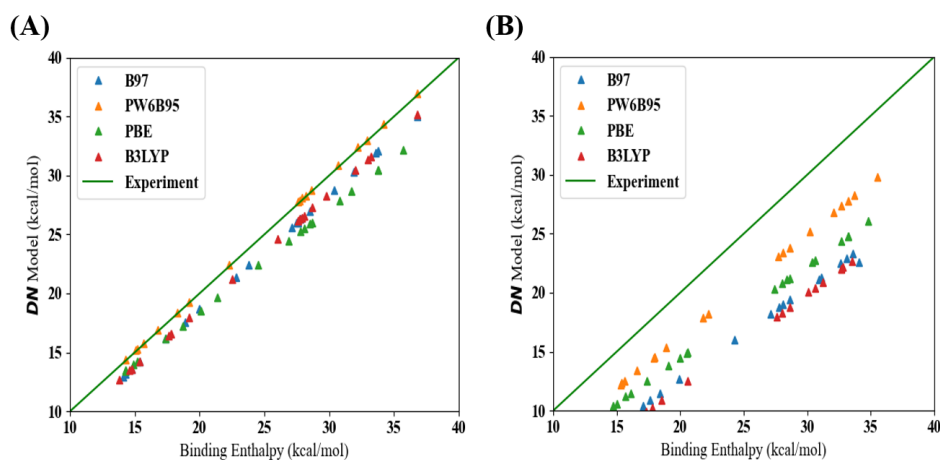 (A)
(B)
40
35
30
25
20
15
10
10
15
20
25
30
35
40
DN Model (kcal/mol)
Binding Enthalpy (kcal/mol)
B97
PW6B95
PBE
B3LYP
Experiment
40
35
30
25
20
15
10
10
15
20
25
30
35
40
DN Model (kcal/mol)
Binding Enthalpy (kcal/mol)
B97
PW6B95
PBE
B3LYP
Experiment